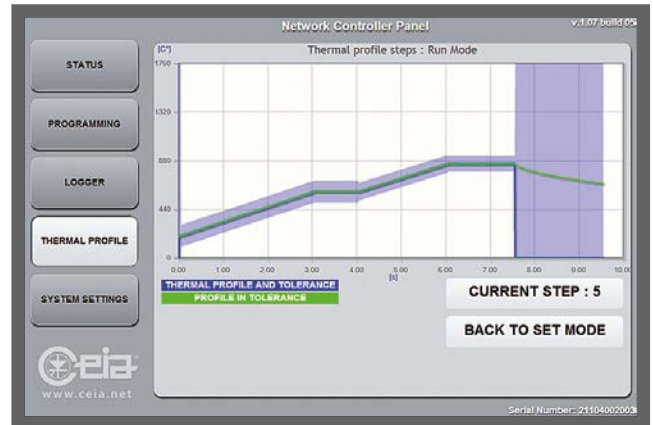 Network Controller Panel
v.1.07 build 05
STATUS
PROGRAMMING
LOGGER
THERMAL PROFILE
SYSTEM SETTINGS
[C°]
Thermal profile steps : Run Mode
1760
1320
880
440
0
0.00 1.00 2.00 3.00 4.00 5.00 6.00 7.00 8.00 9.00 10.00
[s]
THERMAL PROFILE AND TOLERANCE
PROFILE IN TOLERANCE
CURRENT STEP : 5
BACK TO SET MODE
Ceia
www.ceia.net
Serial Number: 21104002003